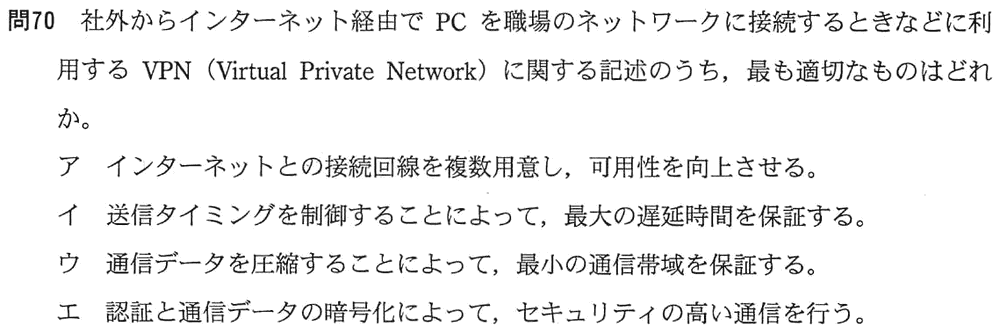 問70 社外からインターネット経由で PC を職場のネットワークに接続するときなどに利
用する VPN（Virtual Private Network）に関する記述のうち，最も適切なものはどれ
か。
ア インターネットとの接続回線を複数用意し，可用性を向上させる。
イ 送信タイミングを制御することによって，最大の遅延時間を保証する。
ウ 通信データを圧縮することによって，最小の通信帯域を保証する。
エ 認証と通信データの暗号化によって，セキュリティの高い通信を行う。